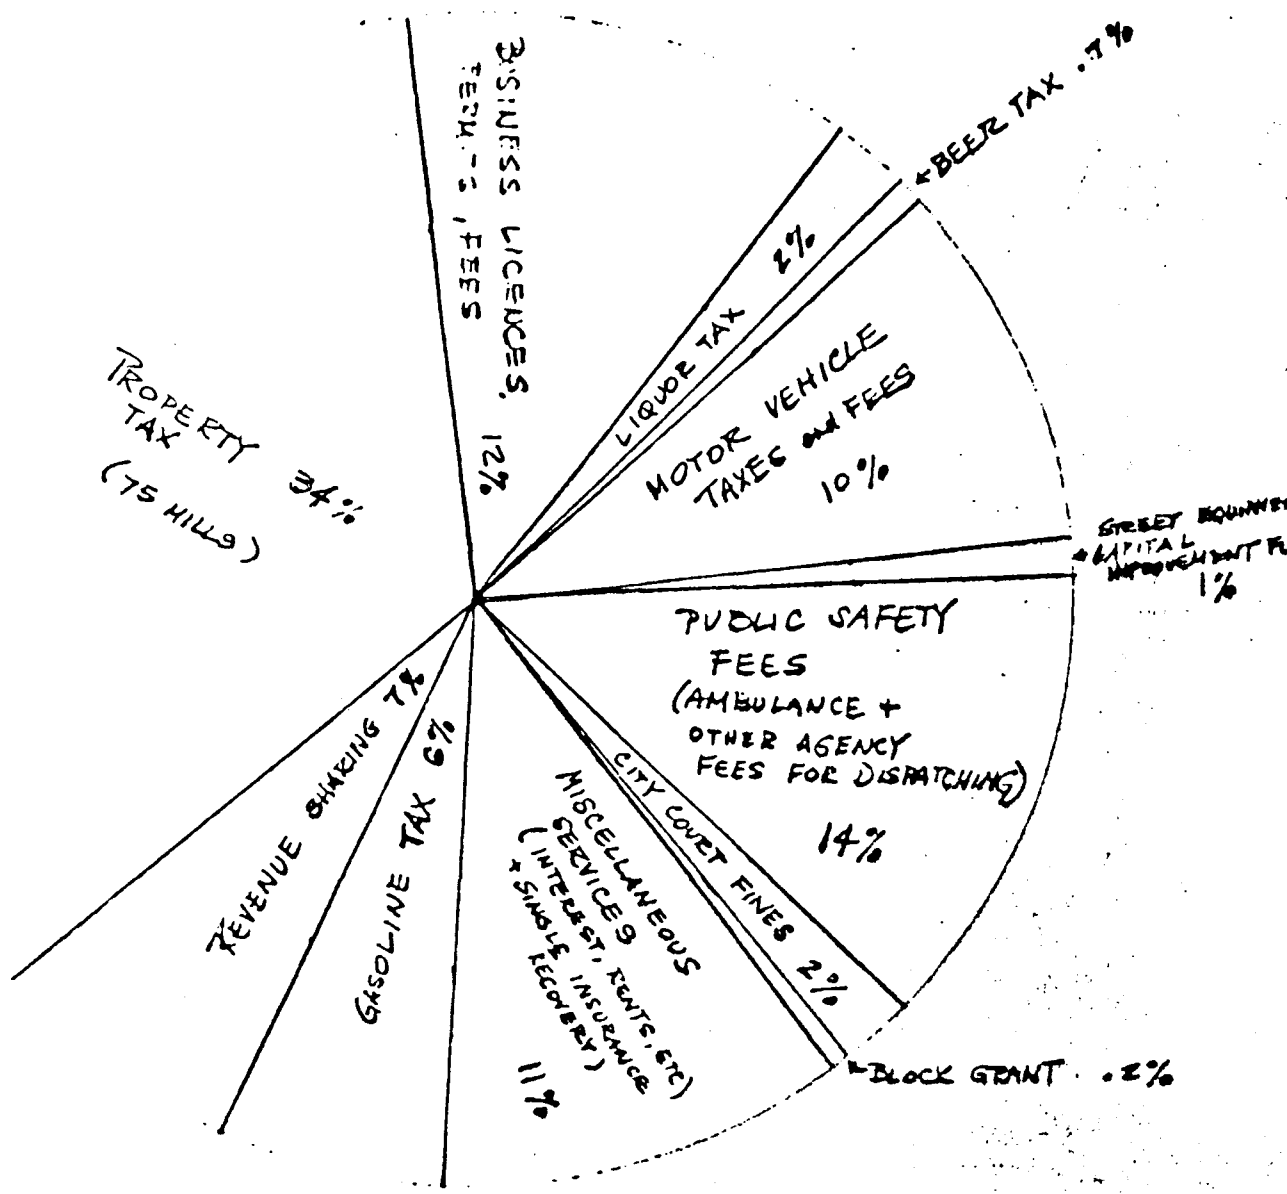 BUSINESS LICENCES,
FEES
12%
LIQUOR TAX 2%
BEER TAX .7%
MOTOR VEHICLE
TAXES and FEES
10%
STREET
CAPITAL
IMPROVEMENT
1%
PUBLIC SAFETY
FEES
(AMBULANCE +
OTHER AGENCY
FEES FOR DISPATCHING)
14%
CITY COURT FINES 2%
BLOCK GRANT .2%
MISCELLANEOUS
SERVICES
(INTEREST, RENTS, ETC
+ SINGLE INSURANCE
RECOVERY)
11%
GASOLINE TAX 6%
REVENUE SHARING 7%
PROPERTY 34%
TAX
(75 MILLS)